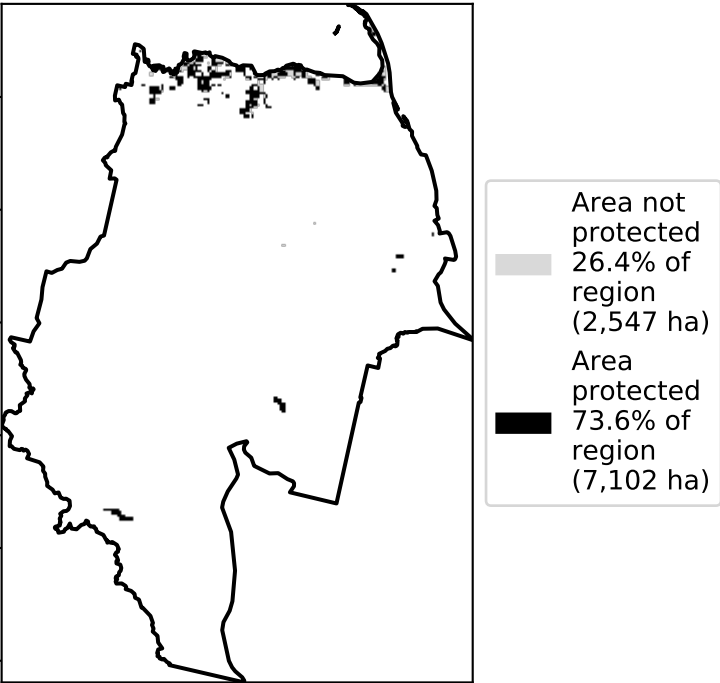 Area not
protected
26.4% of
region
(2,547 ha)
Area
protected
73.6% of
region
(7,102 ha)